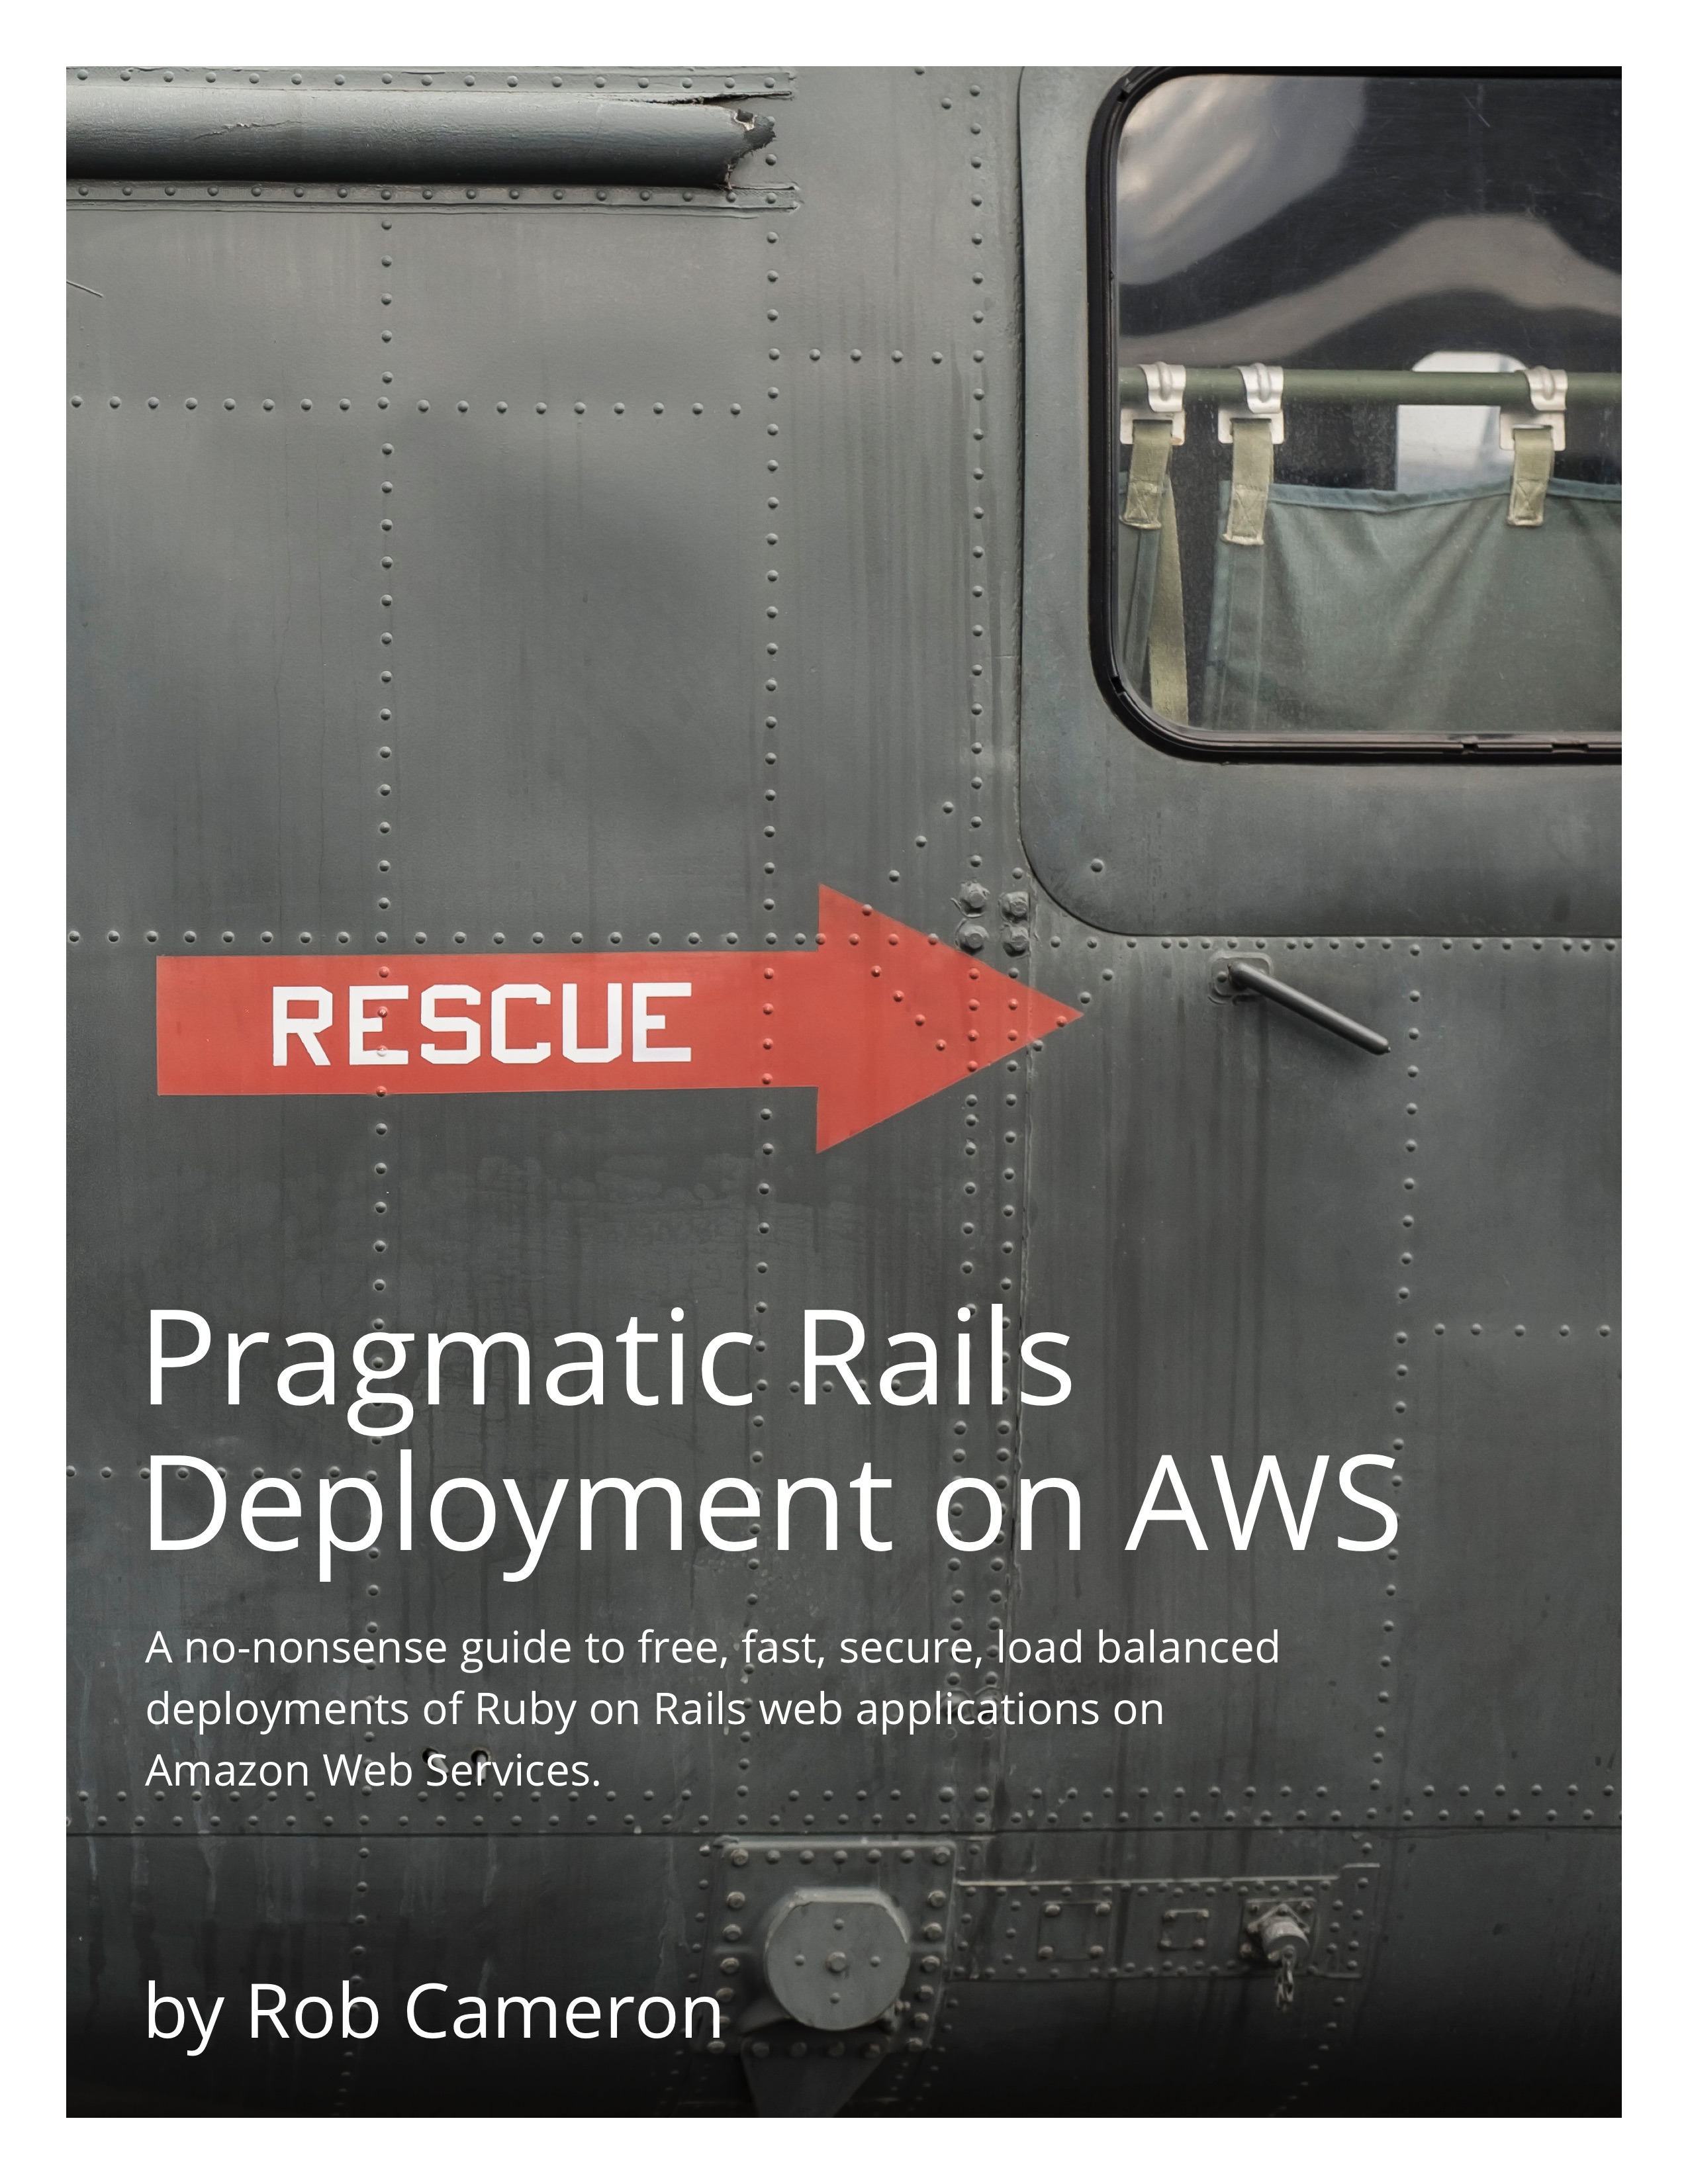 RESCUE
Pragmatic Rails
Deployment on AWS
A no-nonsense guide to free, fast, secure, load balanced
deployments of Ruby on Rails web applications on
Amazon Web Services.
by Rob Cameron